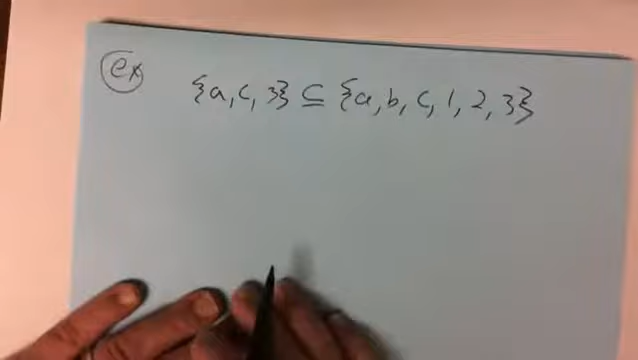 ex {a, c, 3} ⊆ {a, b, c, 1, 2, 3}